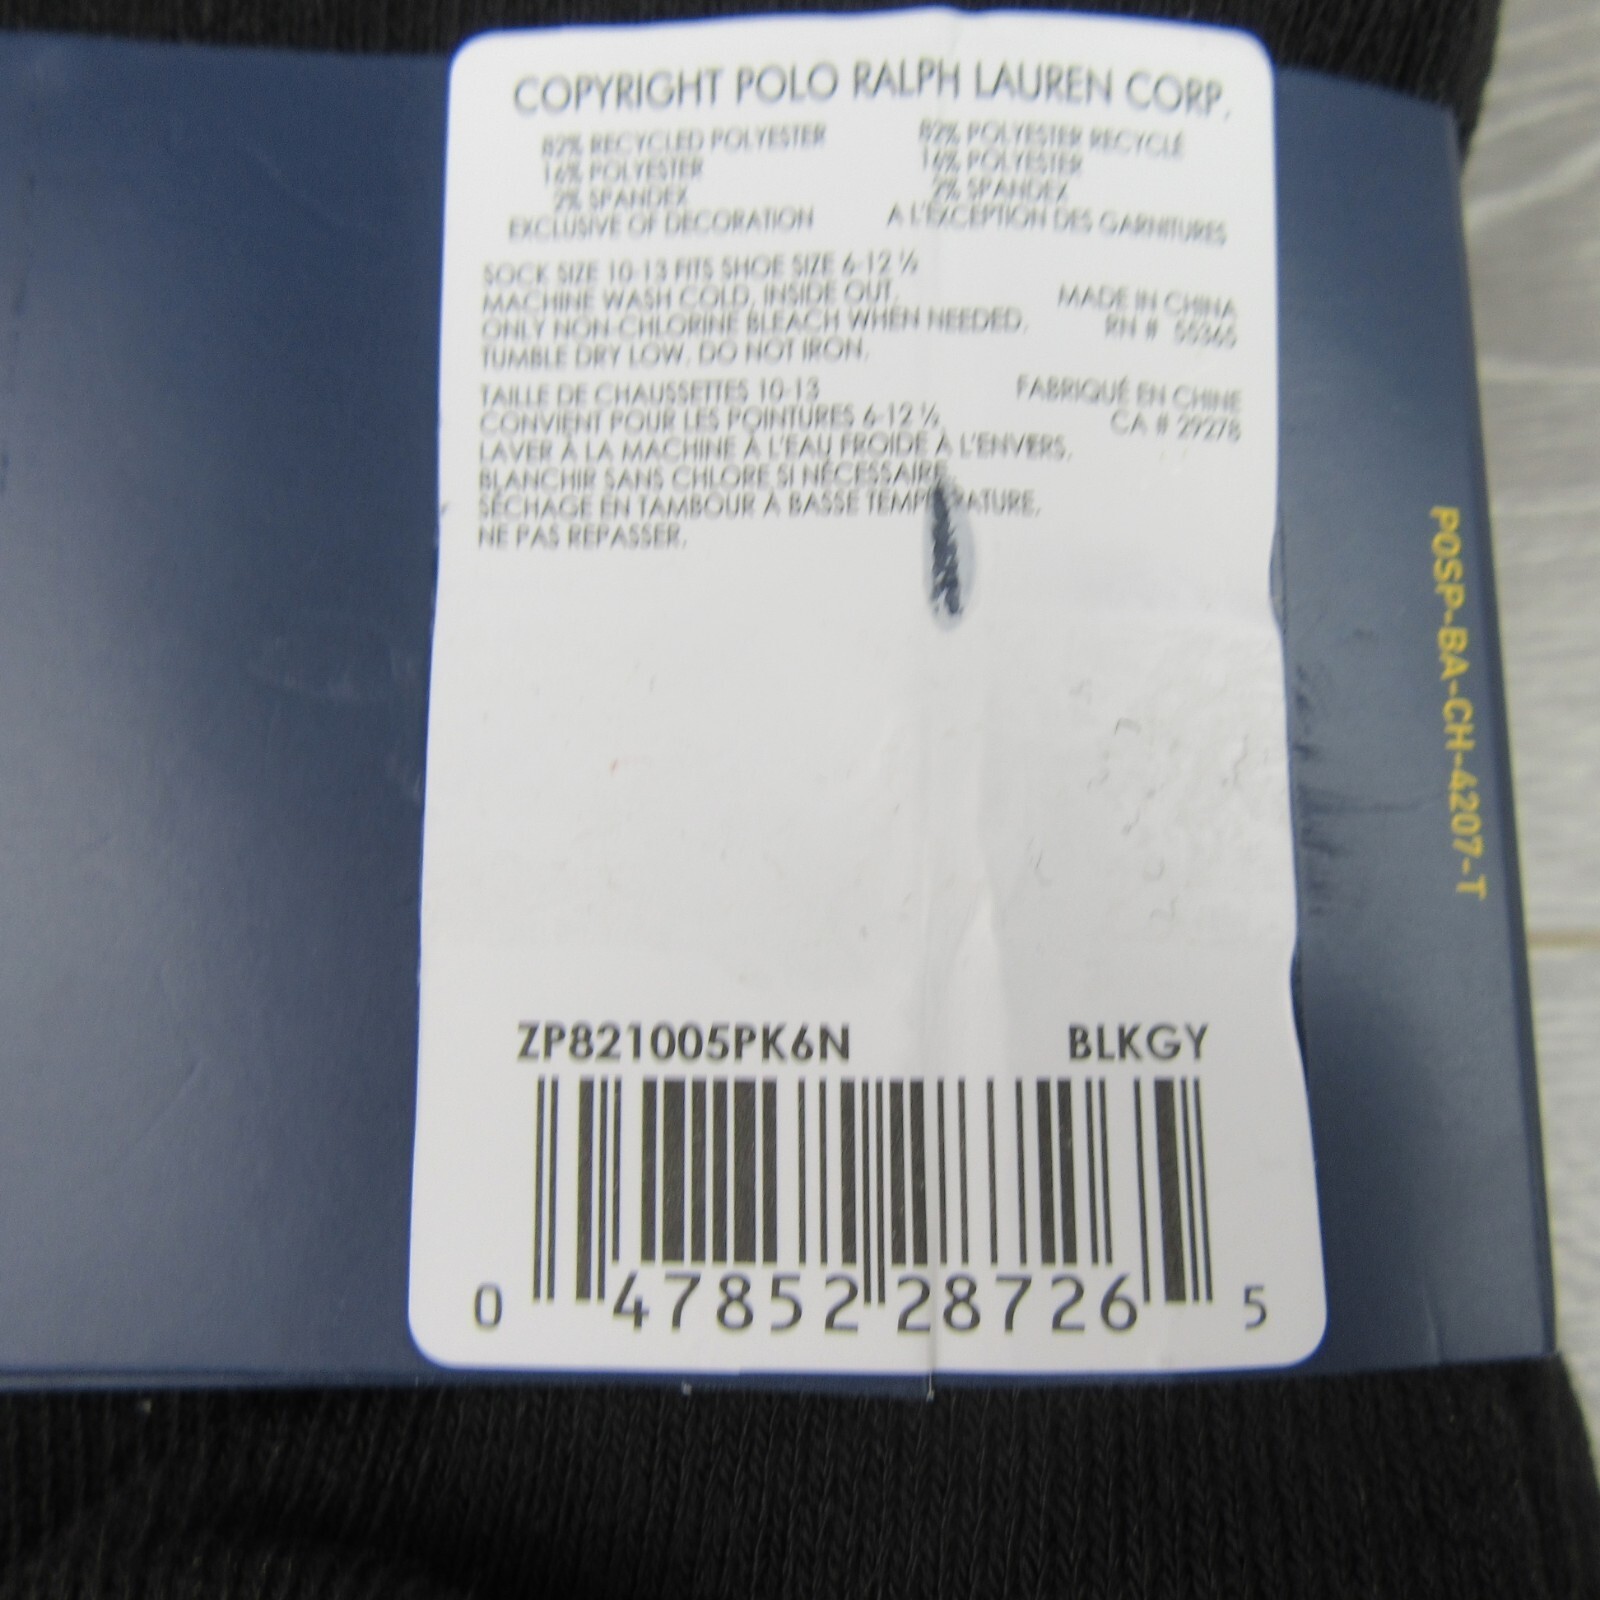 COPYRIGHT POLO RALPH LAUREN CORP.
82% RECYCLED POLYESTER
16% POLYESTER
2% SPANDEX
EXCLUSIVE OF DECORATION
82% POLYESTER RECYCLÉ
16% POLYESTER
2% SPANDEX
A L'EXCEPTION DES GARNITURES
SOCK SIZE 10-13 FITS SHOE SIZE 6-12 ½
MACHINE WASH COLD, INSIDE OUT.
ONLY NON-CHLORINE BLEACH WHEN NEEDED.
TUMBLE DRY LOW. DO NOT IRON.
MADE IN CHINA
RN # 55365
TAILLE DE CHAUSSETTES 10-13
CONVIENT POUR LES POINTURES 6-12 ½
LAVER À LA MACHINE À L'EAU FROIDE À L'ENVERS.
BLANCHIR SANS CHLORE SI NÉCESSAIRE
SÉCHAGE EN TAMBOUR À BASSE TEMPÉRATURE.
NE PAS REPASSER.
FABRIQUÉ EN CHINE
CA # 29278
POSP-BA-CH-4207-T
ZP821005PK6N BLKGY
0 47852 28726 5